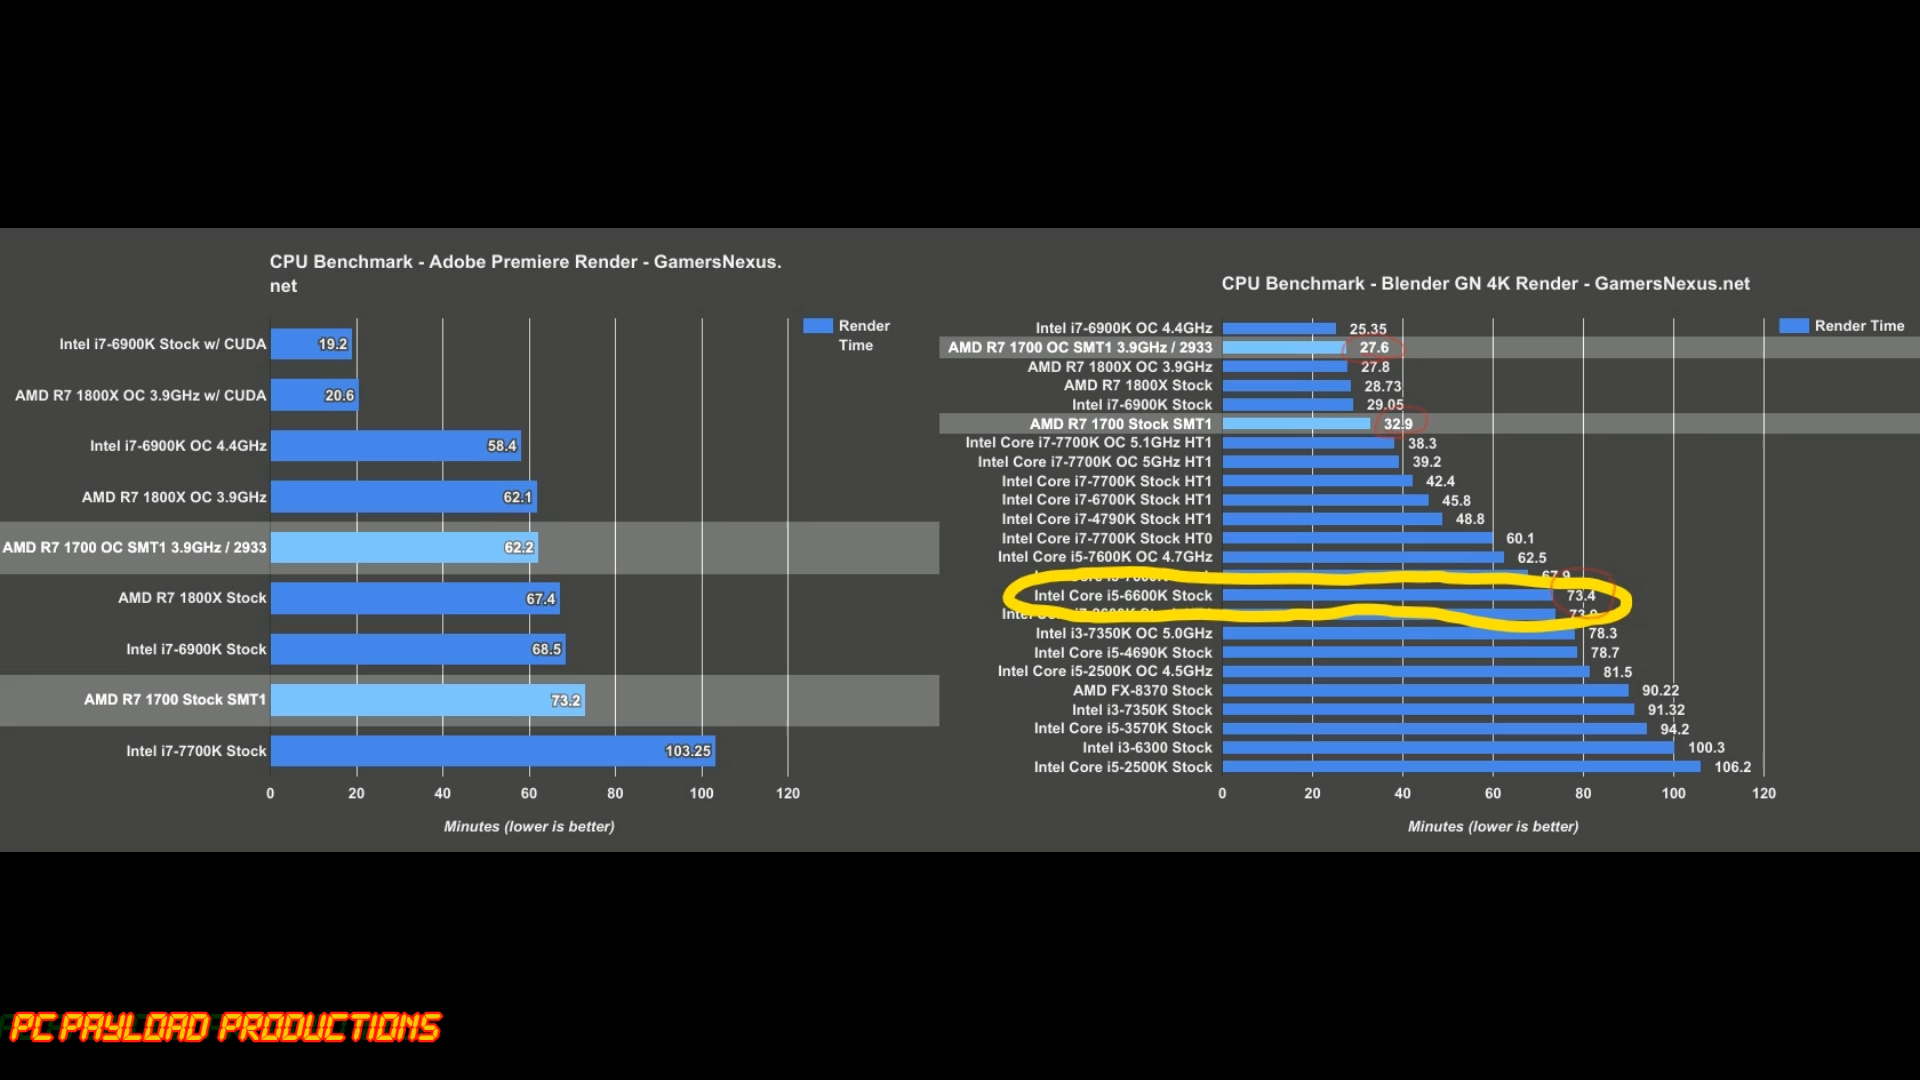 CPU Benchmark - Adobe Premiere Render - GamersNexus.
net
Render
Time
Intel i7-6900K Stock w/ CUDA 19.2
AMD R7 1800X OC 3.9GHz w/ CUDA 20.6
Intel i7-6900K OC 4.4GHz 58.4
AMD R7 1800X OC 3.9GHz 62.1
AMD R7 1700 OC SMT1 3.9GHz / 2933 62.2
AMD R7 1800X Stock 67.4
Intel i7-6900K Stock 68.5
AMD R7 1700 Stock SMT1 73.2
Intel i7-7700K Stock 103.25
0 20 40 60 80 100 120
Minutes (lower is better)
CPU Benchmark - Blender GN 4K Render - GamersNexus.net
Render Time
Intel i7-6900K OC 4.4GHz 25.35
AMD R7 1700 OC SMT1 3.9GHz / 2933 27.6
AMD R7 1800X OC 3.9GHz 27.8
AMD R7 1800X Stock 28.73
Intel i7-6900K Stock 29.05
AMD R7 1700 Stock SMT1 32.9
Intel Core i7-7700K OC 5.1GHz HT1 38.3
Intel Core i7-7700K OC 5GHz HT1 39.2
Intel Core i7-7700K Stock HT1 42.4
Intel Core i7-6700K Stock HT1 45.8
Intel Core i7-4790K Stock HT1 48.8
Intel Core i7-7700K Stock HT0 60.1
Intel Core i5-7600K OC 4.7GHz 62.5
67.9
Intel Core i5-6600K Stock 73.4
Intel
Intel i3-7350K OC 5.0GHz 78.3
Intel Core i5-4690K Stock 78.7
Intel Core i5-2500K OC 4.5GHz 81.5
AMD FX-8370 Stock 90.22
Intel i3-7350K Stock 91.32
Intel Core i5-3570K Stock 94.2
Intel i3-6300 Stock 100.3
Intel Core i5-2500K Stock 106.2
0 20 40 60 80 100 120
Minutes (lower is better)
PC PAYLOAD PRODUCTIONS